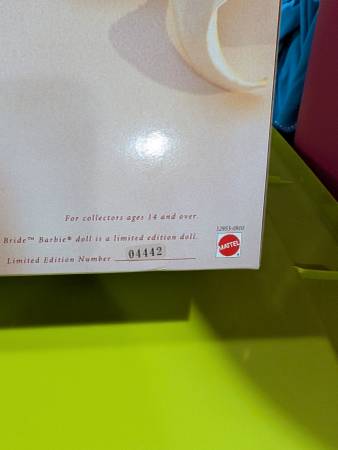 For collectors ages 14 and over.
Bride™ Barbie® doll is a limited edition doll.
12953-0910
Limited Edition Number 04442
MATTEL